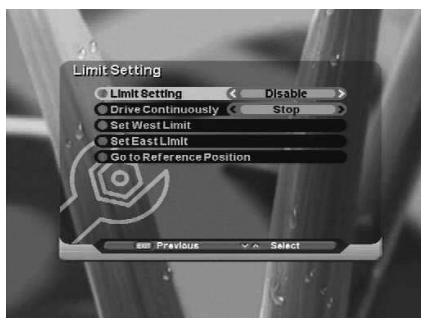 Limit Setting
Limit Setting < Disable >
Drive Continuously < Stop >
Set West Limit
Set East Limit
Go to Reference Position
EXIT Previous Select